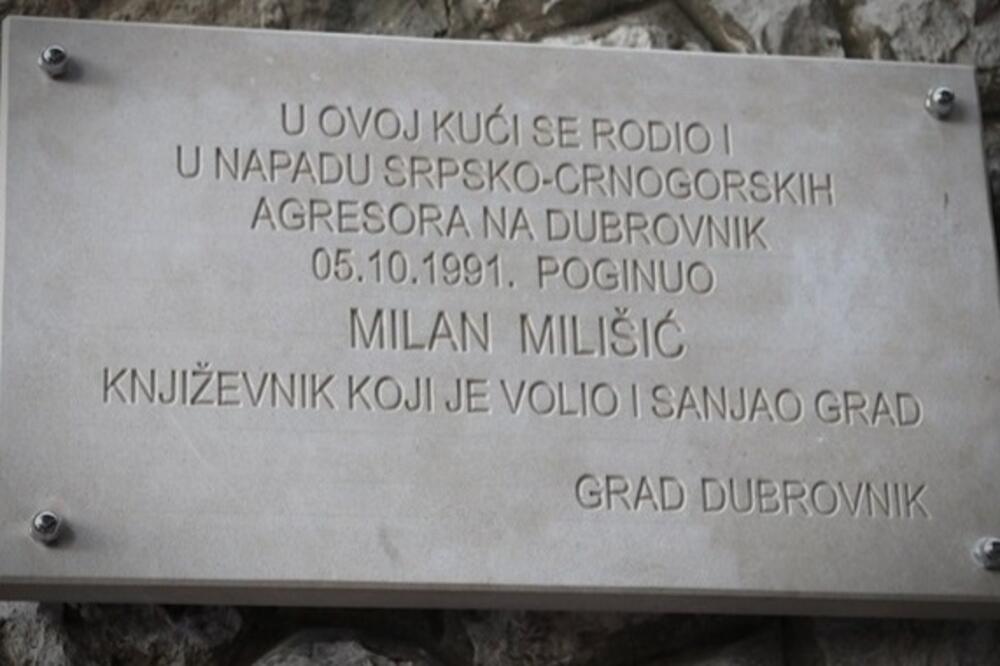 U OVOJ KUĆI SE RODIO I
U NAPADU SRPSKO-CRNOGORSKIH
AGRESORA NA DUBROVNIK
05.10.1991. POGINUO
MILAN MILIŠIĆ
KNJIŽEVNIK KOJI JE VOLIO I SANJAO GRAD
GRAD DUBROVNIK